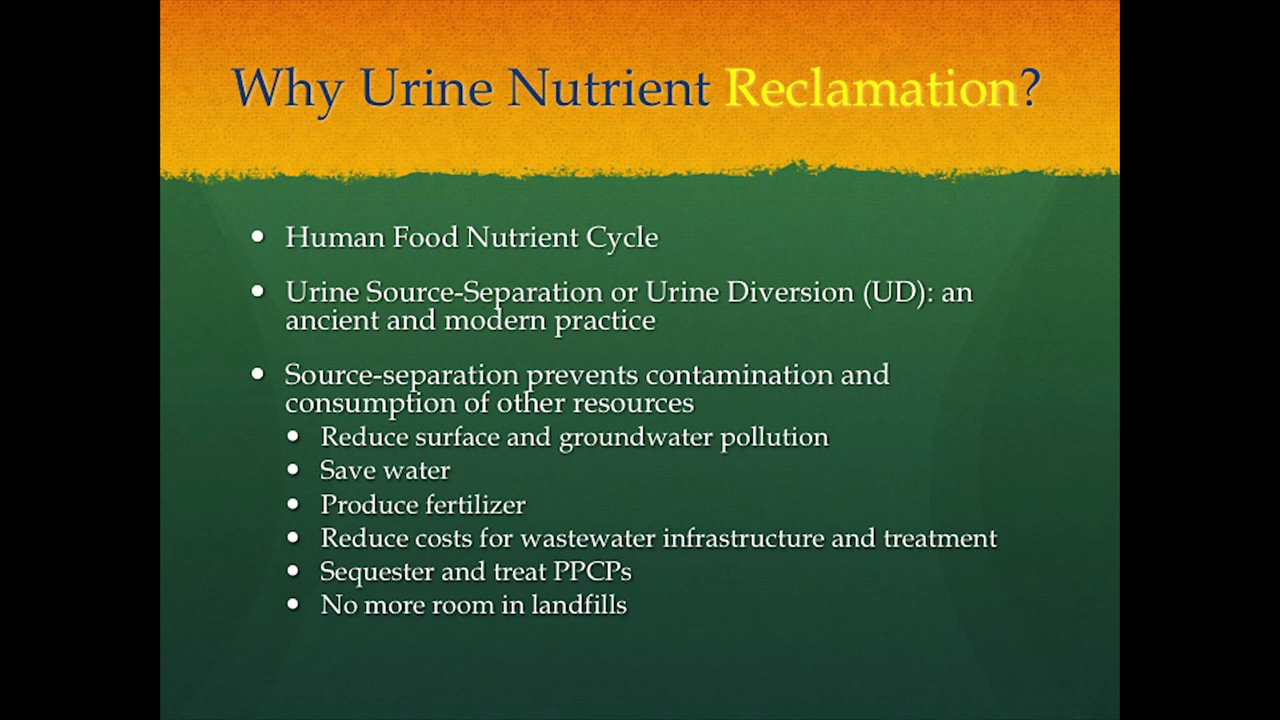 Why Urine Nutrient Reclamation?
• Human Food Nutrient Cycle
• Urine Source-Separation or Urine Diversion (UD): an
ancient and modern practice
• Source-separation prevents contamination and
consumption of other resources
• Reduce surface and groundwater pollution
• Save water
• Produce fertilizer
• Reduce costs for wastewater infrastructure and treatment
• Sequester and treat PPCPs
• No more room in landfills